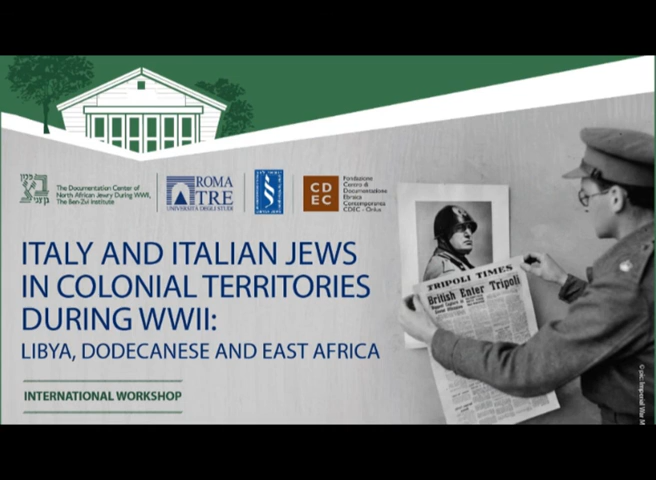 The Documentation Center of
North African Jewry During WWII,
The Ben-Zvi Institute
ROMA
TRE
UNIVERSITÀ DEGLI STUDI
CD
EC
Fondazione
Centro di
Documentazione
Ebraica
Contemporanea
CDEC - Onlus
ITALY AND ITALIAN JEWS
IN COLONIAL TERRITORIES
DURING WWII:
LIBYA, DODECANESE AND EAST AFRICA
INTERNATIONAL WORKSHOP
TRIPOLI TIMES
British Enter Tripoli